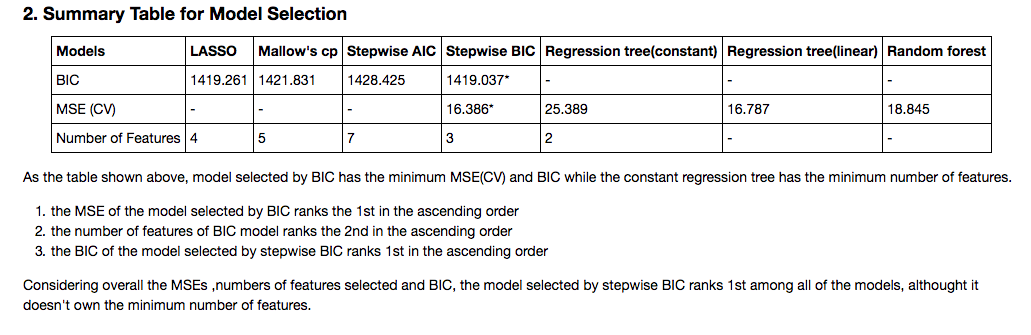 2. Summary Table for Model Selection
Models LASSO Mallow's cp Stepwise AIC Stepwise BIC Regression tree(constant) Regression tree(linear) Random forest
BIC 1419.261 1421.831 1428.425 1419.037* - - -
MSE (CV) - - - 16.386* 25.389 16.787 18.845
Number of Features 4 5 7 3 2 - -
As the table shown above, model selected by BIC has the minimum MSE(CV) and BIC while the constant regression tree has the minimum number of features.
1. the MSE of the model selected by BIC ranks the 1st in the ascending order
2. the number of features of BIC model ranks the 2nd in the ascending order
3. the BIC of the model selected by stepwise BIC ranks 1st in the ascending order
Considering overall the MSEs ,numbers of features selected and BIC, the model selected by stepwise BIC ranks 1st among all of the models, althought it
doesn't own the minimum number of features.